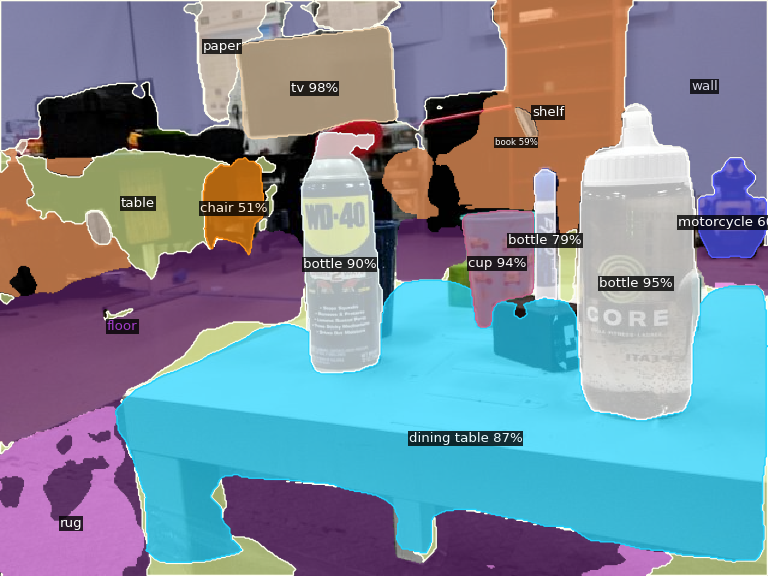 paper
tv 98%
wall
shelf
book 59%
table
chair 51%
WD-40
motorcycle 6
bottle 79%
bottle 90%
cup 94%
bottle 95%
CORE
floor
dining table 87%
rug